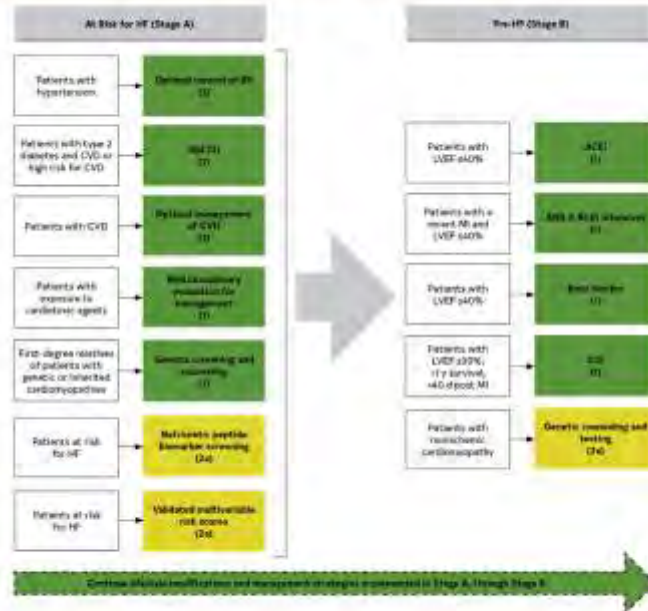 At Risk for HF (Stage A)
Pre-HF (Stage B)
Patients with
hypertension
Optimal control of BP
(1)
Patients with type 2
diabetes and CVD or
high risk for CVD
SGLT2i
(1)
Patients with CVD
Optimal management
of CVD
(1)
Patients with
exposure to
cardiotoxic agents
Multidisciplinary
evaluation for
management
(1)
First-degree relatives
of patients with
genetic or inherited
cardiomyopathies
Genetic screening and
counseling
(1)
Patients at risk
for HF
Natriuretic peptide
biomarker screening
(2a)
Patients at risk
for HF
Validated multivariable
risk scores
(2a)
Patients with
LVEF ≤40%
ACEi
(1)
Patients with a
recent MI and
LVEF ≤40%
ARB if ACEi intolerant
(1)
Patients with
LVEF ≤40%
Beta blocker
(1)
Patients with
LVEF ≤30%,
>1 y survival,
>40 d post MI
ICD
(1)
Patients with
nonischemic
cardiomyopathy
Genetic counseling and
testing
(2a)
Continue lifestyle modifications and management strategies implemented in Stage A, through Stage B